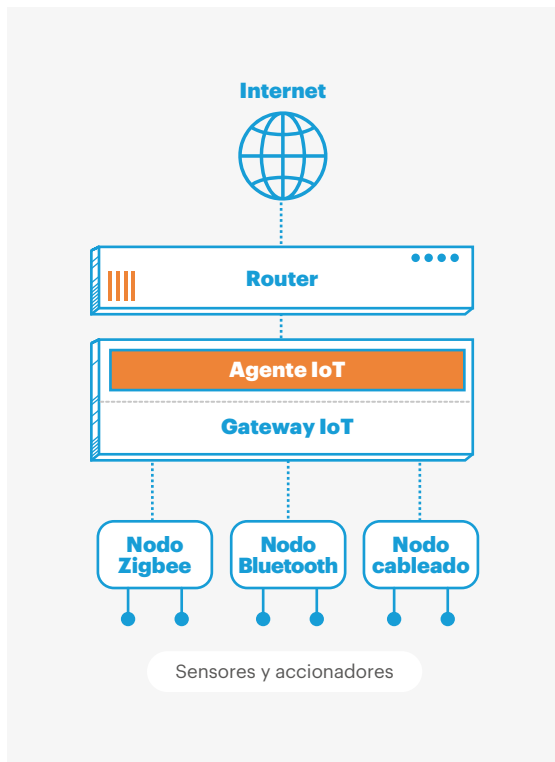 Internet
Router
Agente IoT
Gateway IoT
Nodo
Zigbee
Nodo
Bluetooth
Nodo
cableado
Sensores y accionadores